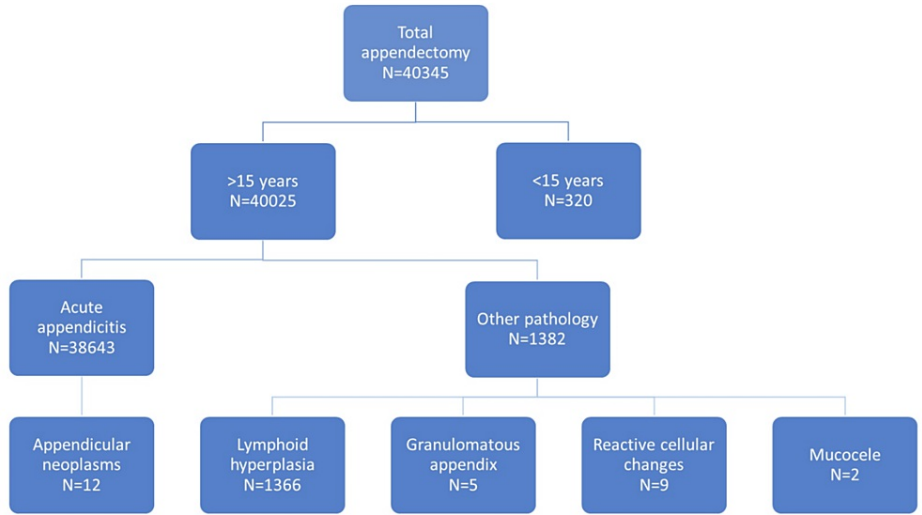 Total
appendectomy
N=40345
>15 years
N=40025
<15 years
N=320
Acute
appendicitis
N=38643
Other pathology
N=1382
Appendicular
neoplasms
N=12
Lymphoid
hyperplasia
N=1366
Granulomatous
appendix
N=5
Reactive cellular
changes
N=9
Mucocele
N=2